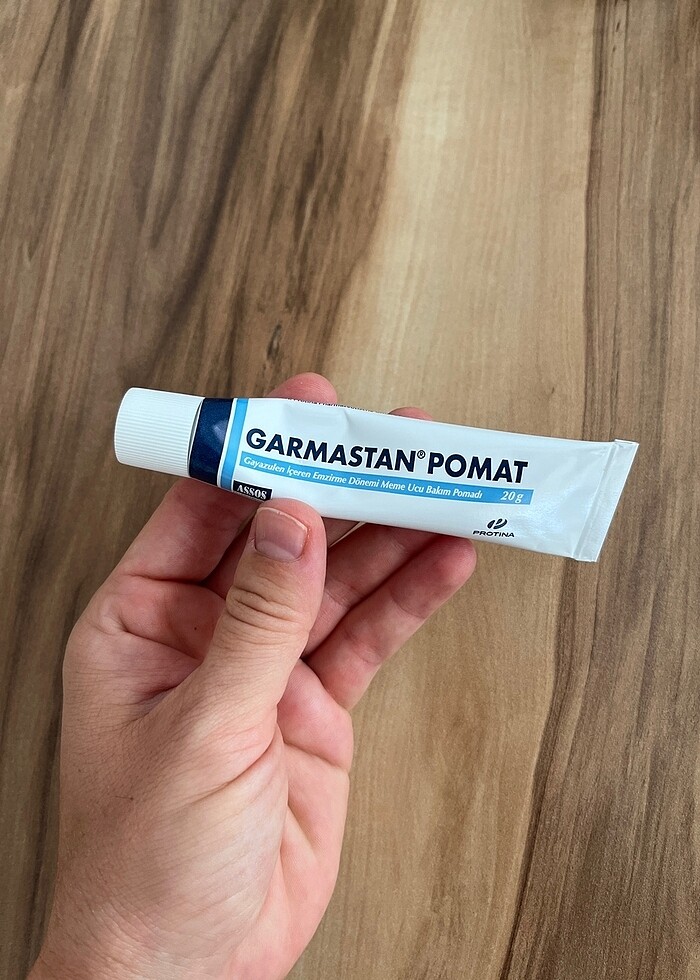 GARMASTAN® POMAT
Gayazulen İçeren Emzirme Dönemi Meme Ucu Bakım Pomadı 20 g
ASSOS
PROTINA